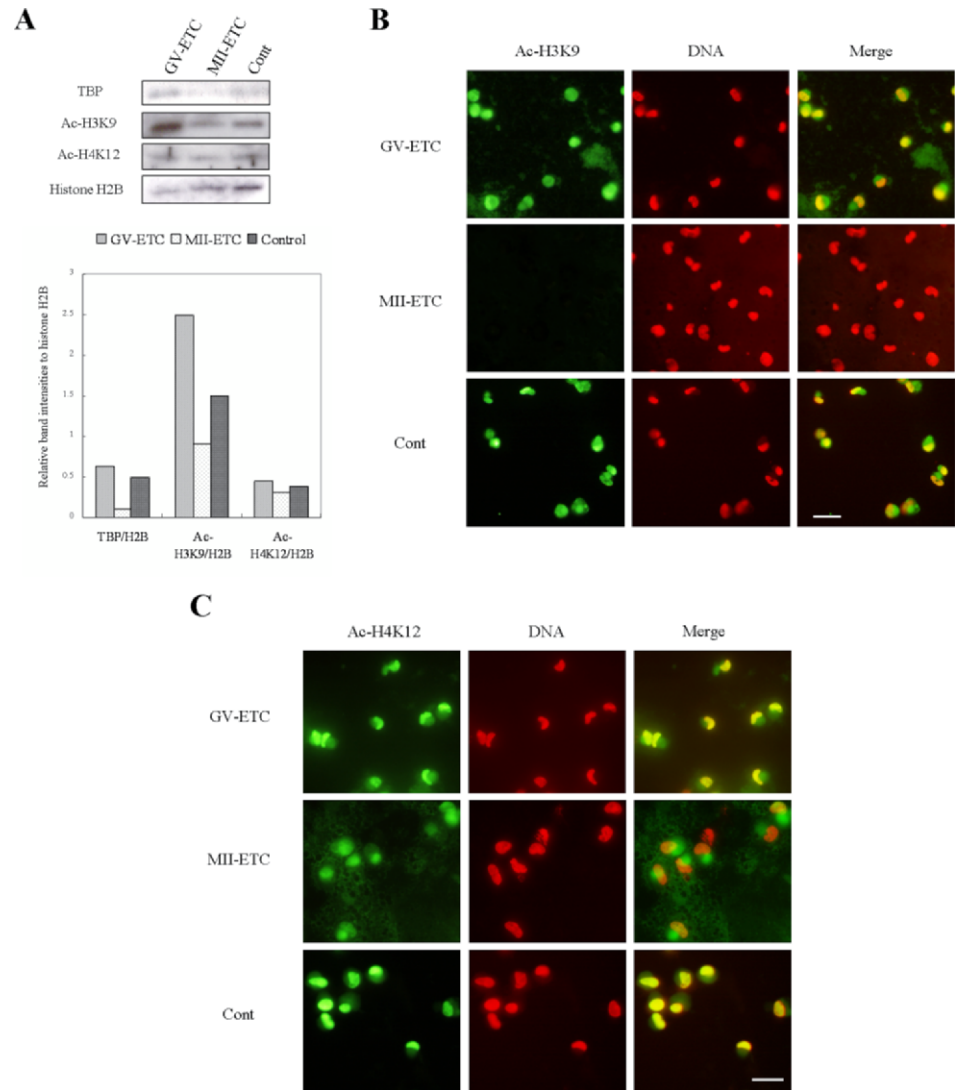 A
GV-ETC MII-ETC Cont
TBP
Ac-H3K9
Ac-H4K12
Histone H2B
GV-ETC MII-ETC Control
Relative band intensities to histone H2B
3
2.5
2
1.5
1
0.5
0
TBP/H2B Ac-H3K9/H2B Ac-H4K12/H2B
B
Ac-H3K9 DNA Merge
GV-ETC
MII-ETC
Cont
C
Ac-H4K12 DNA Merge
GV-ETC
MII-ETC
Cont